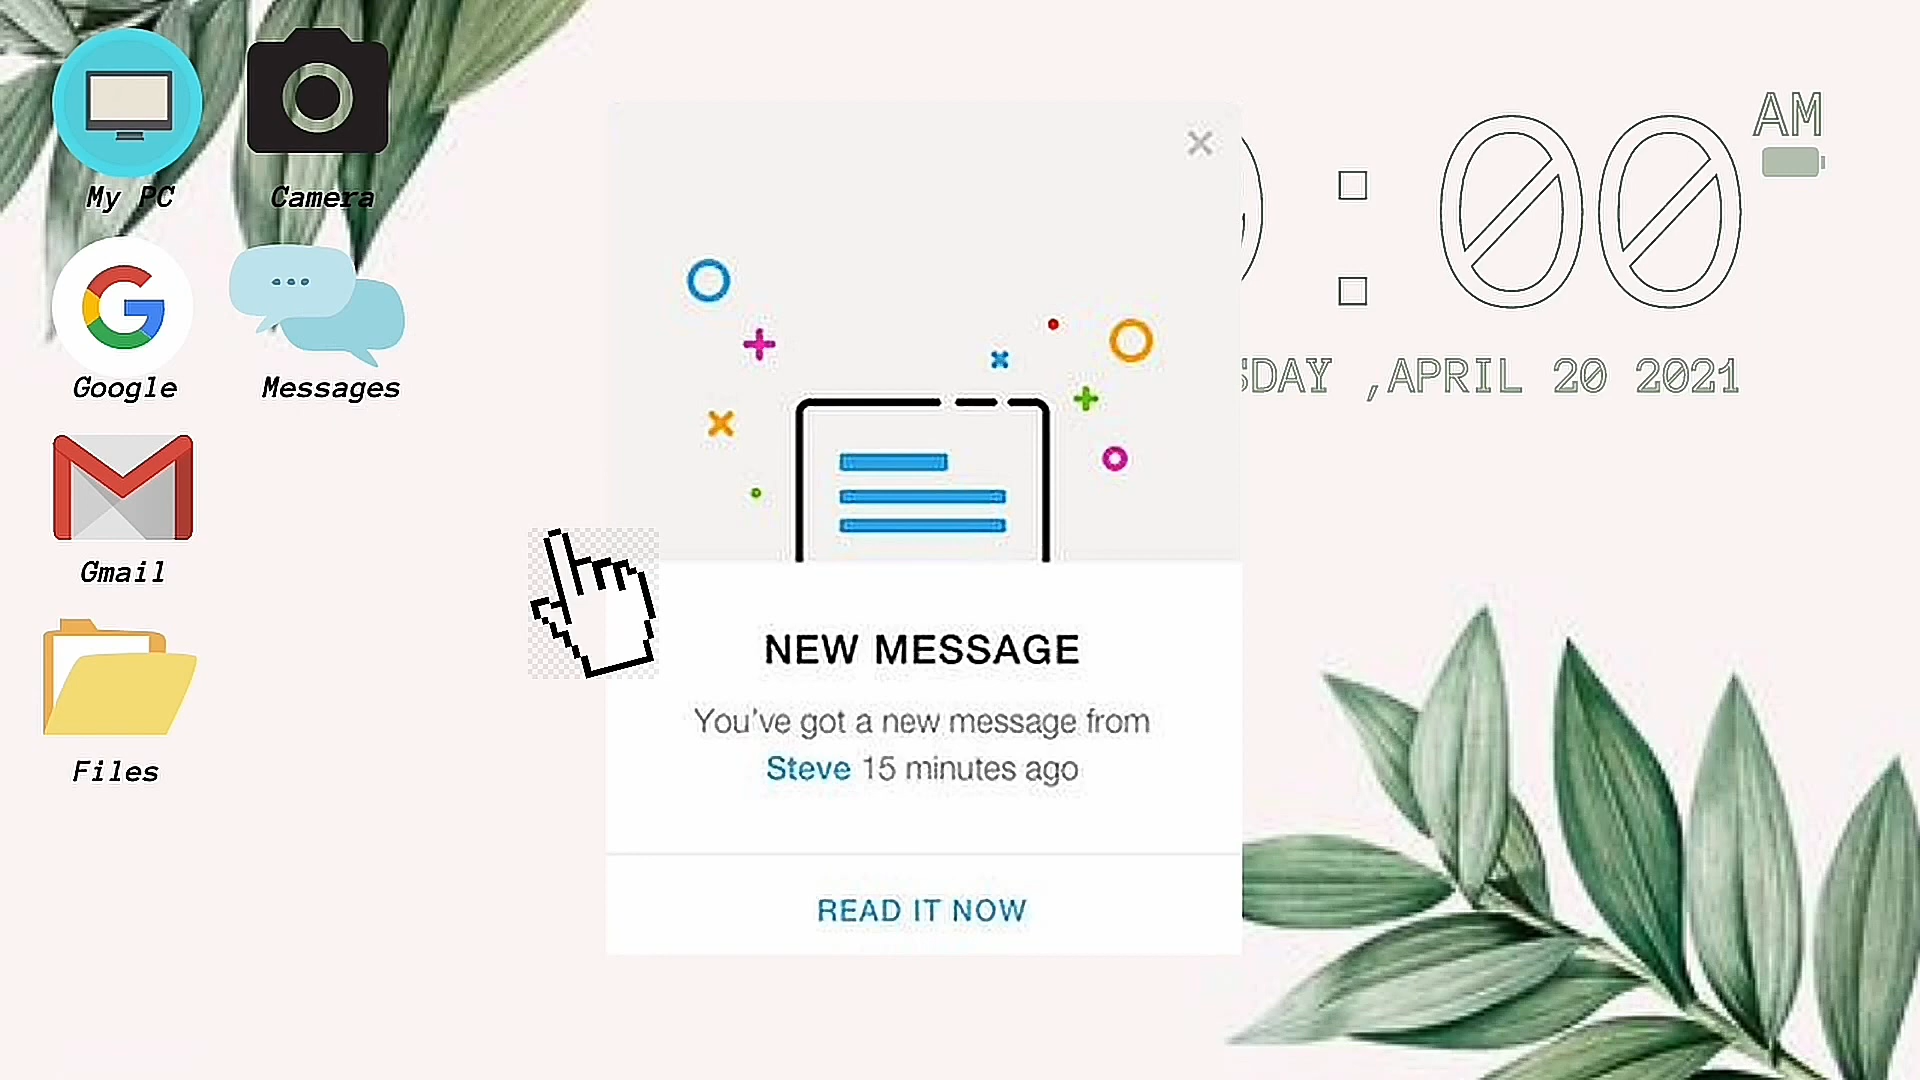 My PC
Camera
Google
Messages
Gmail
Files
:00
AM
,APRIL 20 2021
NEW MESSAGE
You've got a new message from
Steve 15 minutes ago
READ IT NOW